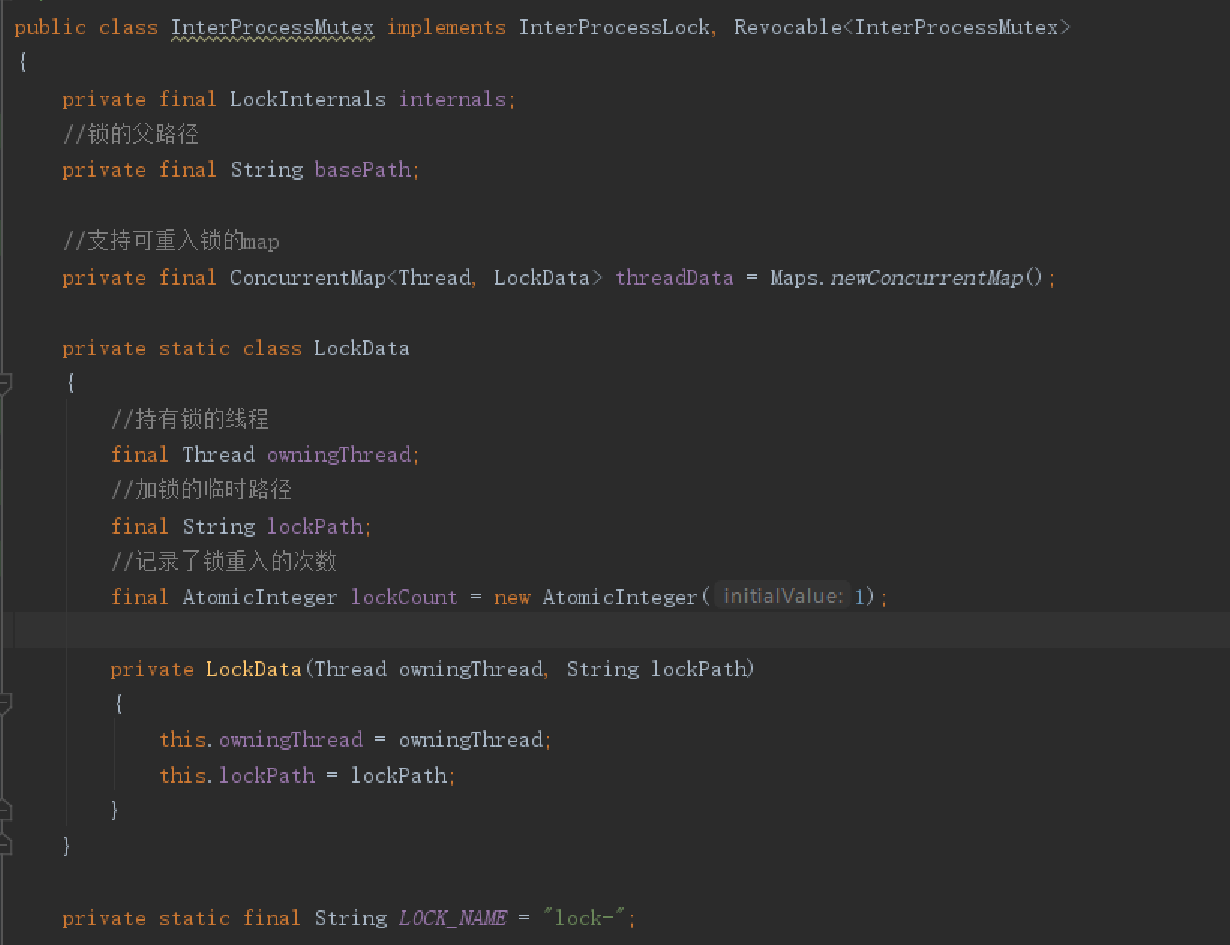 public class InterProcessMutex implements InterProcessLock, Revocable<InterProcessMutex>
{
private final LockInternals internals;
//锁的父路径
private final String basePath;
//支持可重入锁的map
private final ConcurrentMap<Thread, LockData> threadData = Maps.newConcurrentMap();
private static class LockData
{
//持有锁的线程
final Thread owningThread;
//加锁的临时路径
final String lockPath;
//记录了锁重入的次数
final AtomicInteger lockCount = new AtomicInteger( initialValue: 1);
private LockData(Thread owningThread, String lockPath)
{
this.owningThread = owningThread;
this.lockPath = lockPath;
}
}
private static final String LOCK_NAME = "lock-";